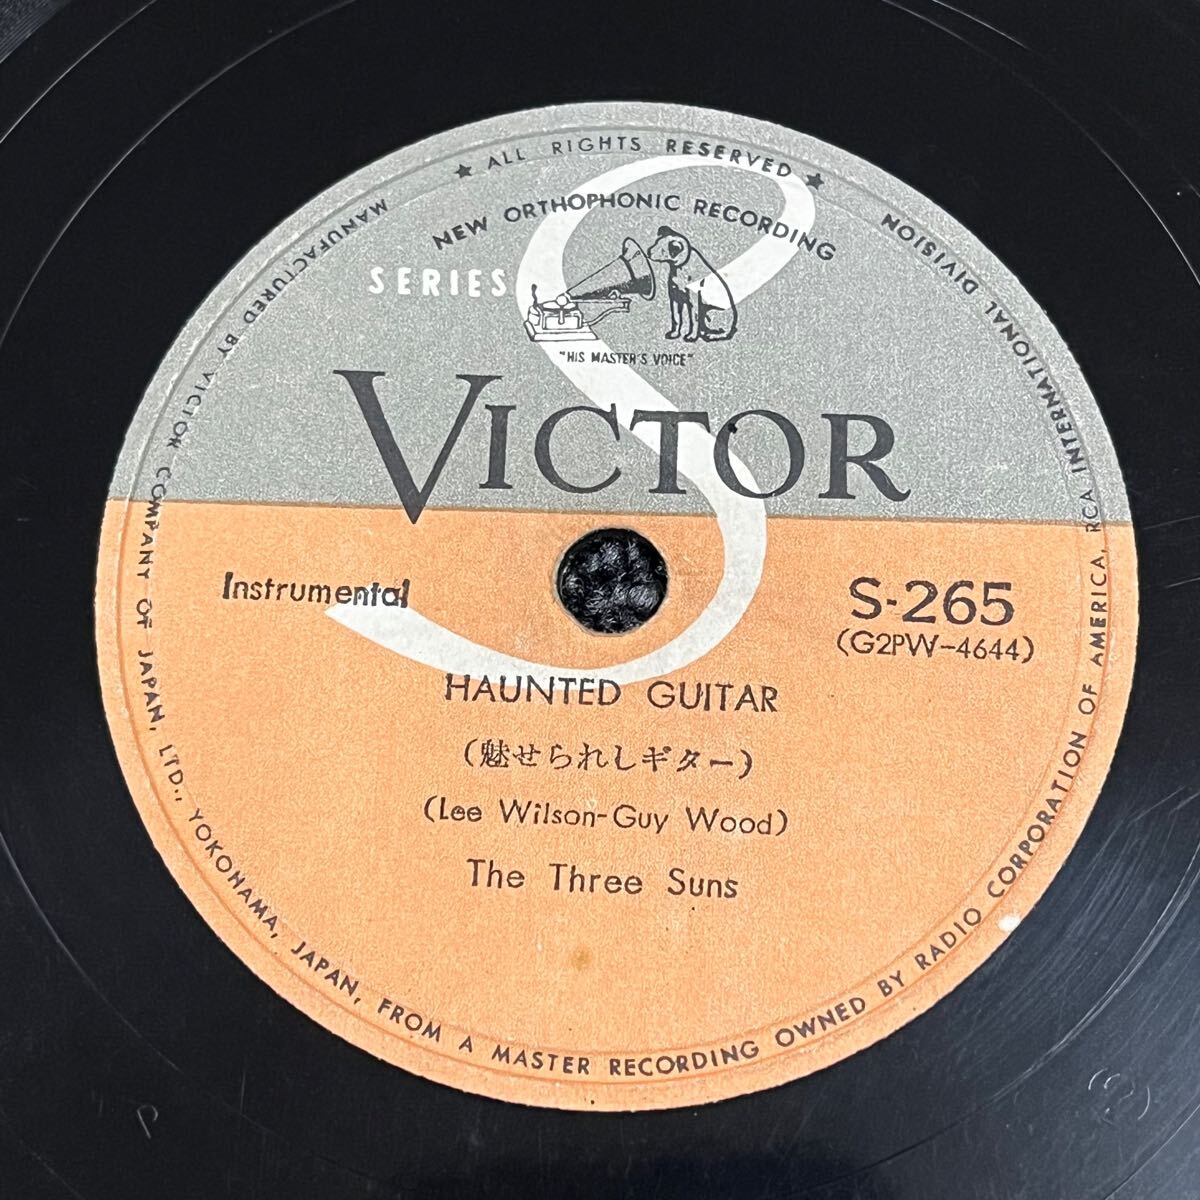 ★ ALL RIGHTS RESERVED ★
NEW ORTHOPHONIC RECORDING
SERIES S
"HIS MASTER'S VOICE"
VICTOR
Instrumental
S-265
(G2PW-4644)
HAUNTED GUITAR
(魅せられしギター)
(Lee Wilson-Guy Wood)
The Three Suns
MANUFACTURED BY VICTOR COMPANY OF JAPAN, LTD., YOKOHAMA, JAPAN, FROM A MASTER RECORDING OWNED BY RADIO CORPORATION OF AMERICA, RCA INTERNATIONAL DIVISION
P